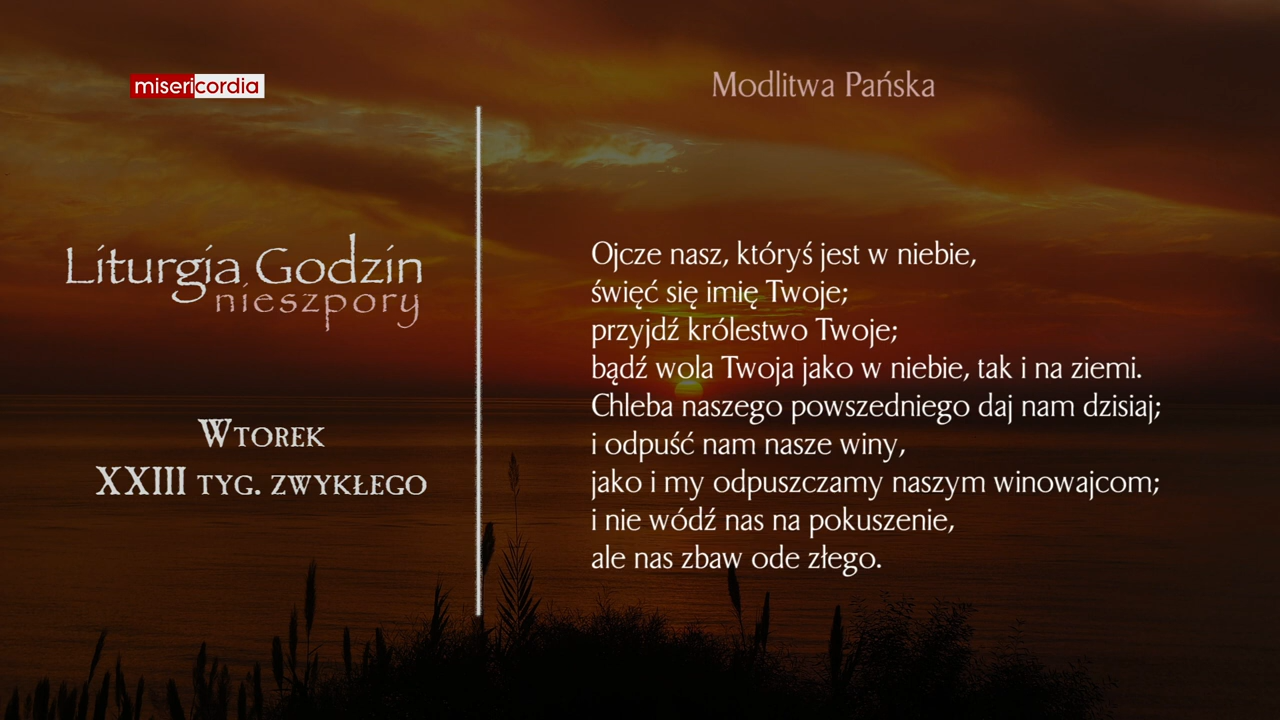 misericordia
Liturgia Godzin
nieszpory
Wtorek
XXIII tyg. zwykłego
Modlitwa Pańska
Ojcze nasz, któryś jest w niebie,
święć się imię Twoje;
przyjdź królestwo Twoje;
bądź wola Twoja jako w niebie, tak i na ziemi.
Chleba naszego powszedniego daj nam dzisiaj;
i odpuść nam nasze winy,
jako i my odpuszczamy naszym winowajcom;
i nie wódź nas na pokuszenie,
ale nas zbaw ode złego.